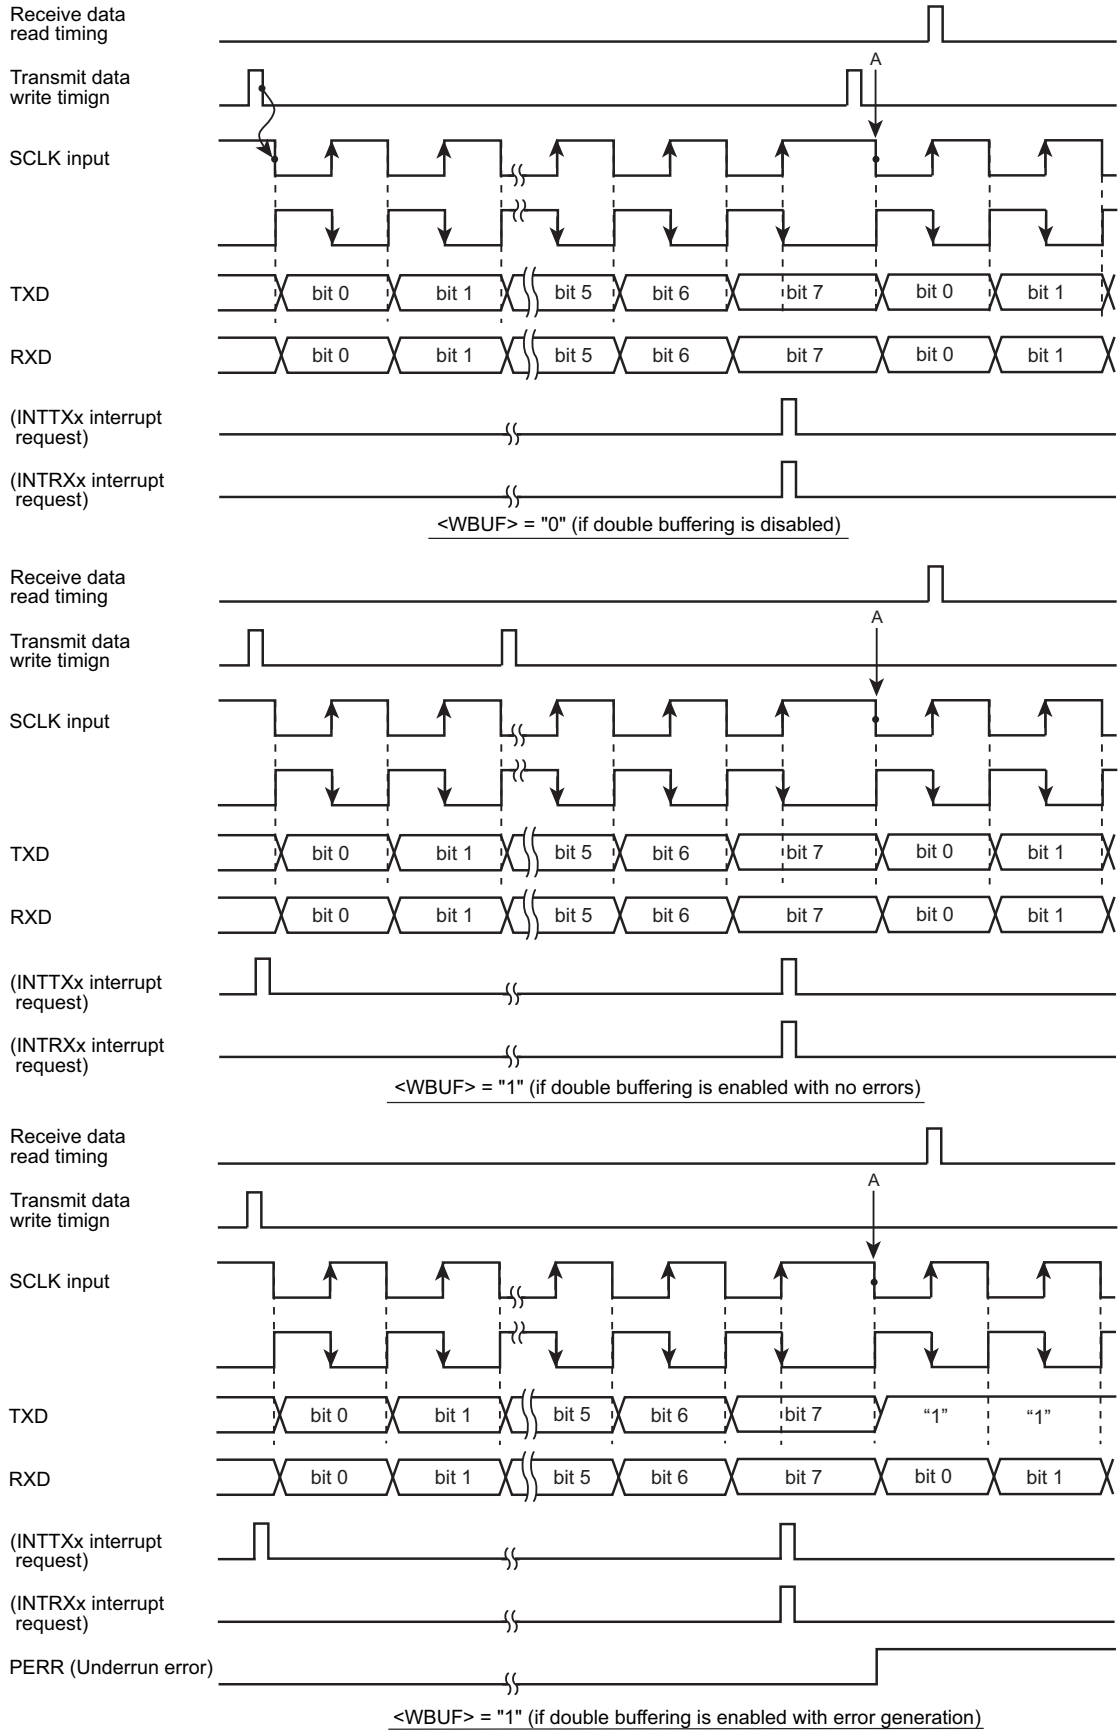 Receive data
read timing
Transmit data
write timign
A
SCLK input
TXD
bit 0 bit 1 bit 5 bit 6 bit 7 bit 0 bit 1
RXD
bit 0 bit 1 bit 5 bit 6 bit 7 bit 0 bit 1
(INTTXx interrupt
request)
(INTRXx interrupt
request)
<WBUF> = "0" (if double buffering is disabled)
Receive data
read timing
Transmit data
write timign
A
SCLK input
TXD
bit 0 bit 1 bit 5 bit 6 bit 7 bit 0 bit 1
RXD
bit 0 bit 1 bit 5 bit 6 bit 7 bit 0 bit 1
(INTTXx interrupt
request)
(INTRXx interrupt
request)
<WBUF> = "1" (if double buffering is enabled with no errors)
Receive data
read timing
Transmit data
write timign
A
SCLK input
TXD
bit 0 bit 1 bit 5 bit 6 bit 7 “1” “1”
RXD
bit 0 bit 1 bit 5 bit 6 bit 7 bit 0 bit 1
(INTTXx interrupt
request)
(INTRXx interrupt
request)
PERR (Underrun error)
<WBUF> = "1" (if double buffering is enabled with error generation)